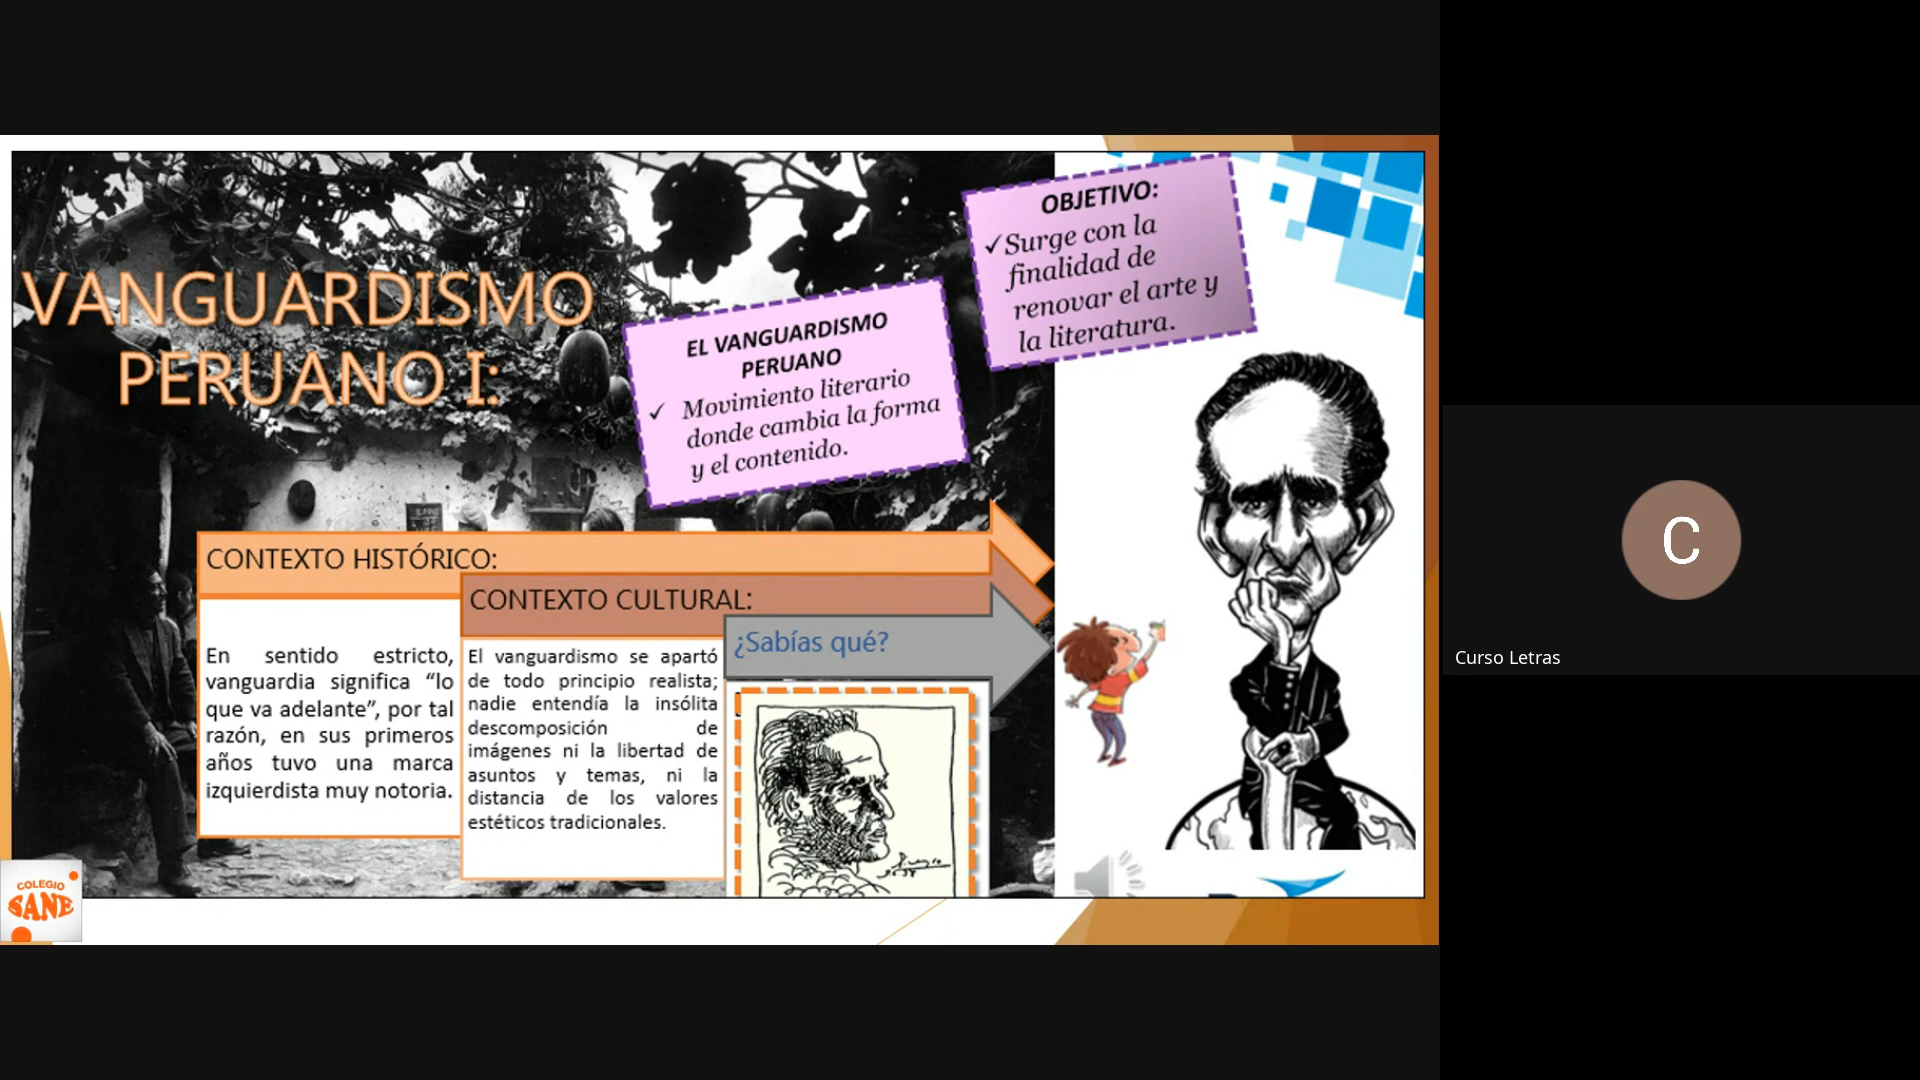 VANGUARDISMO
PERUANO I:
OBJETIVO:
✓Surge con la
finalidad de
renovar el arte y
la literatura.
EL VANGUARDISMO
PERUANO
✓ Movimiento literario
donde cambia la forma
y el contenido.
CONTEXTO HISTÓRICO:
En sentido estricto,
vanguardia significa “lo
que va adelante”, por tal
razón, en sus primeros
años tuvo una marca
izquierdista muy notoria.
CONTEXTO CULTURAL:
El vanguardismo se apartó
de todo principio realista;
nadie entendía la insólita
descomposición de
imágenes ni la libertad de
asuntos y temas, ni la
distancia de los valores
estéticos tradicionales.
¿Sabías qué?
COLEGIO
SANE
C
Curso Letras